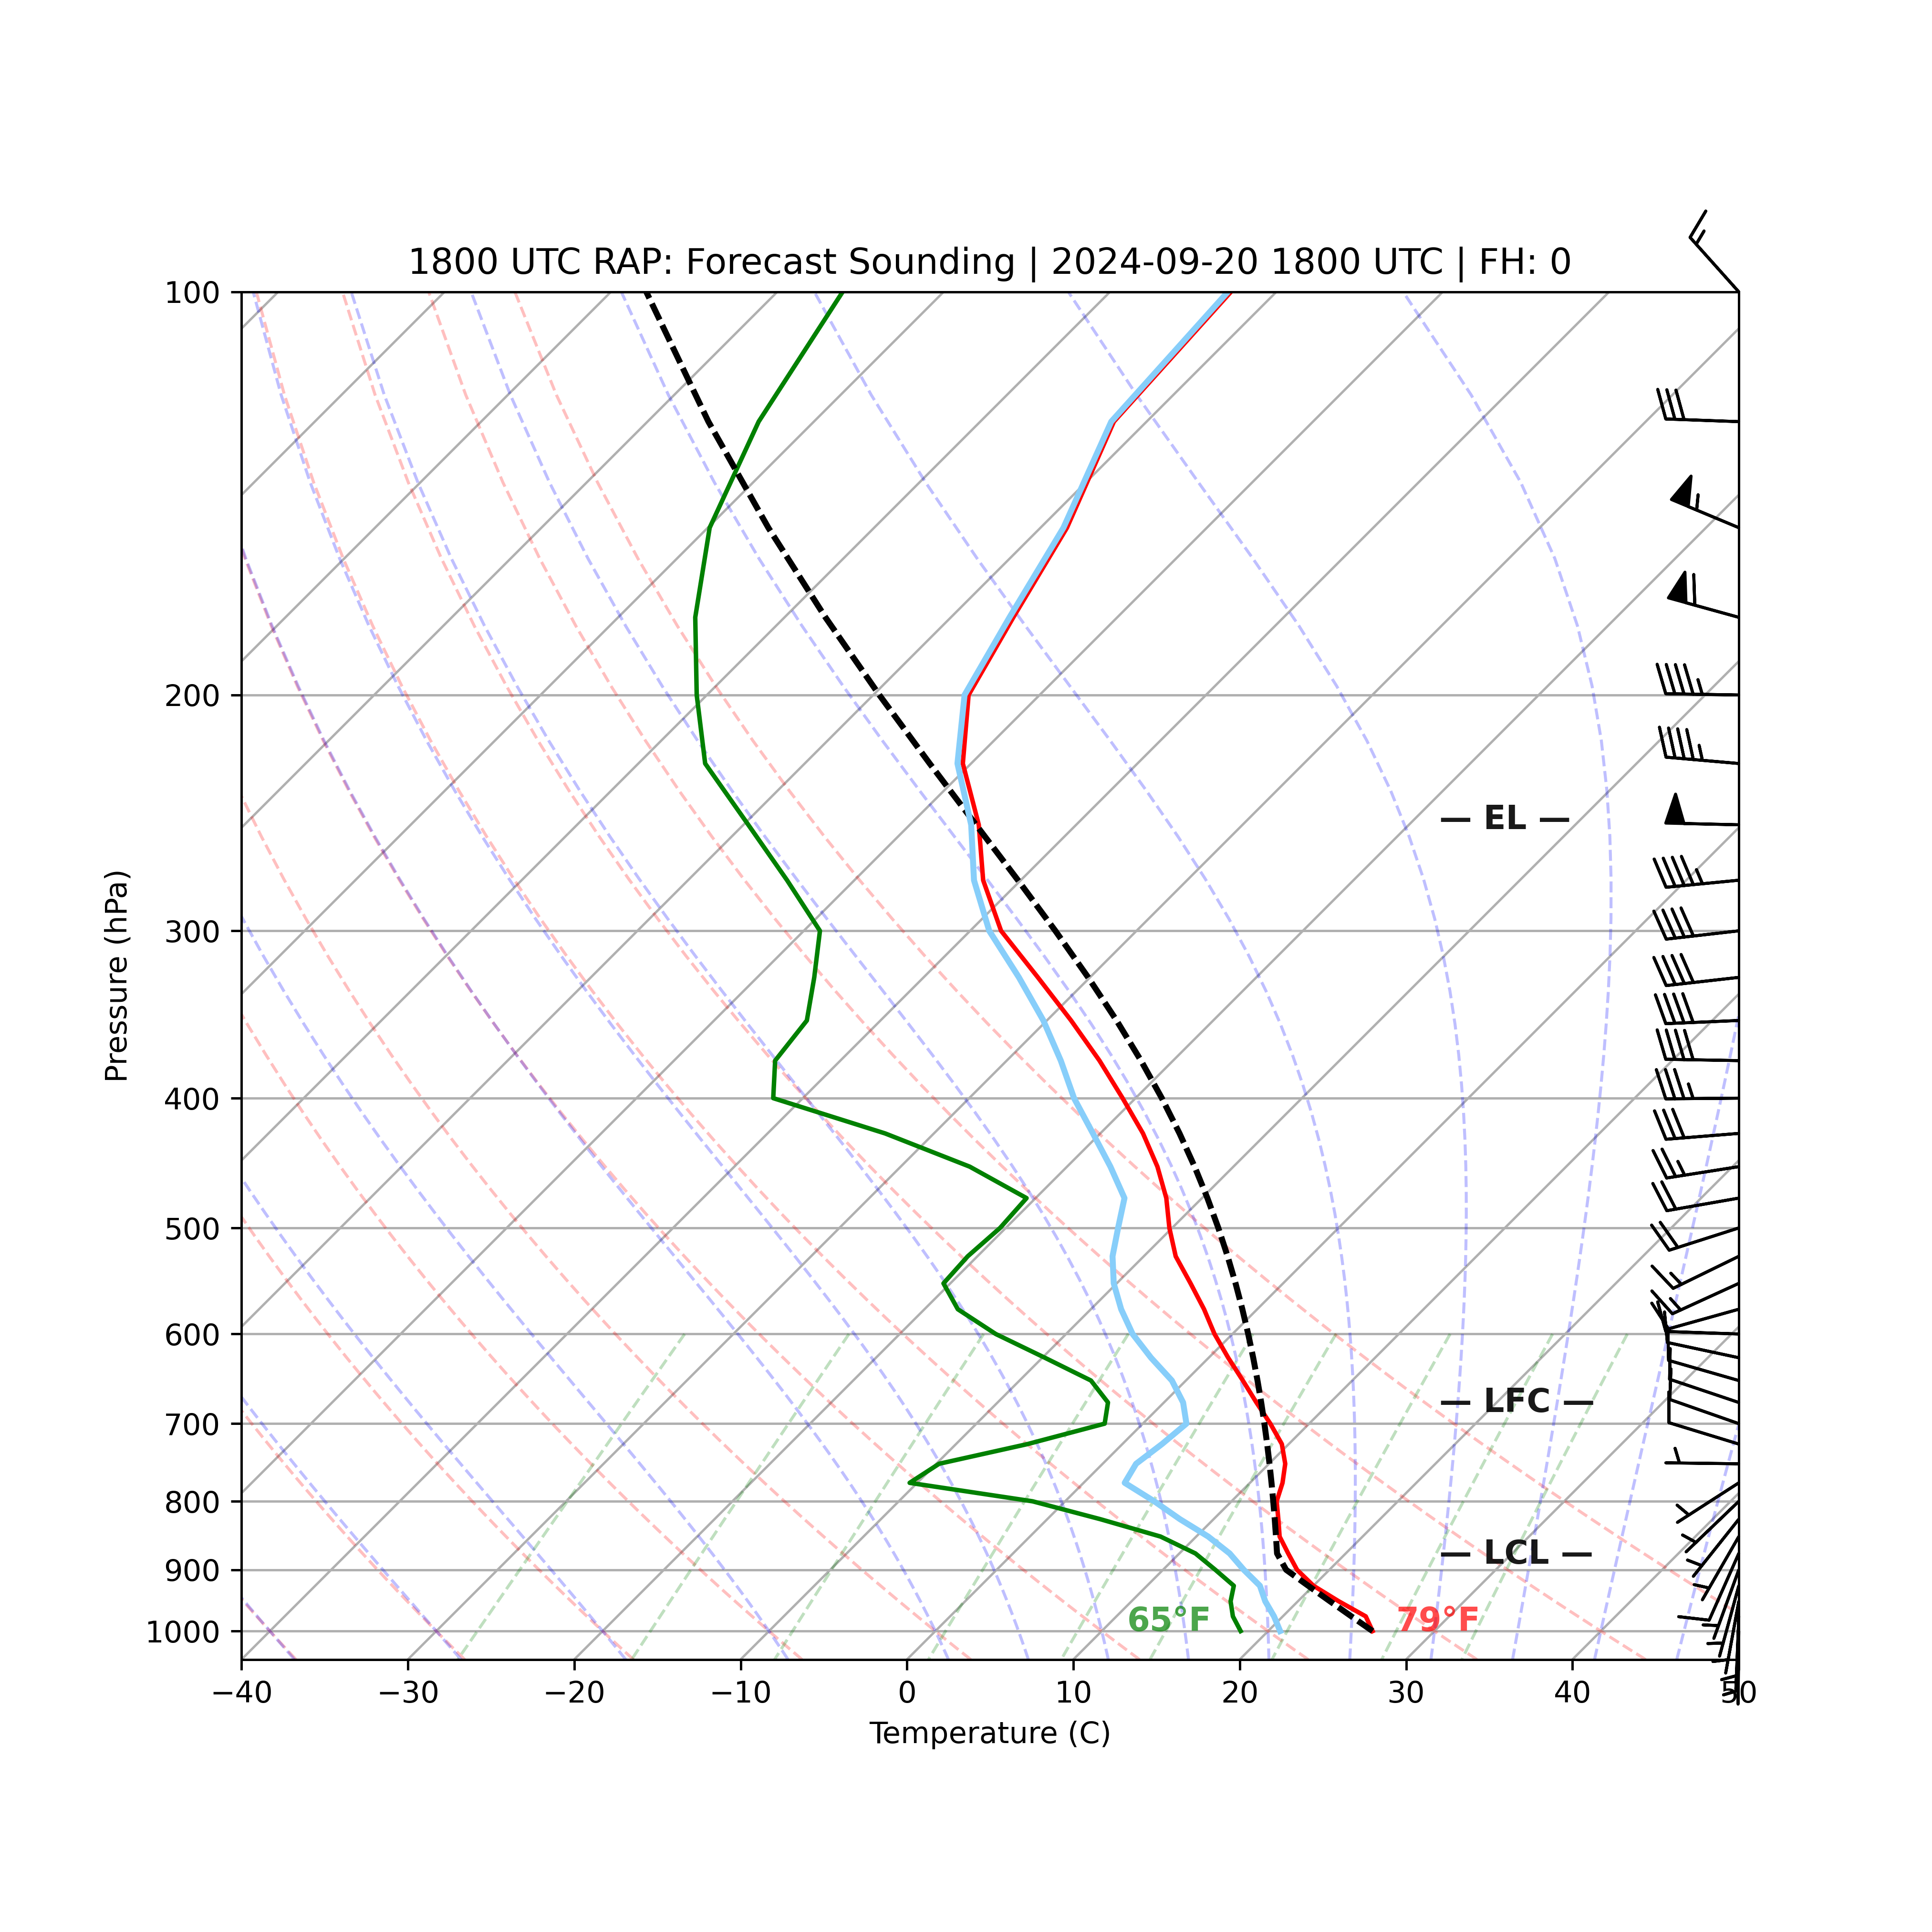 1800 UTC RAP: Forecast Sounding | 2024-09-20 1800 UTC | FH: 0
100
200
— EL —
300
Pressure (hPa)
400
500
600
— LFC —
700
800
— LCL —
900
65°F 79°F
1000
−40 −30 −20 −10 0 10 20 30 40 50
Temperature (C)